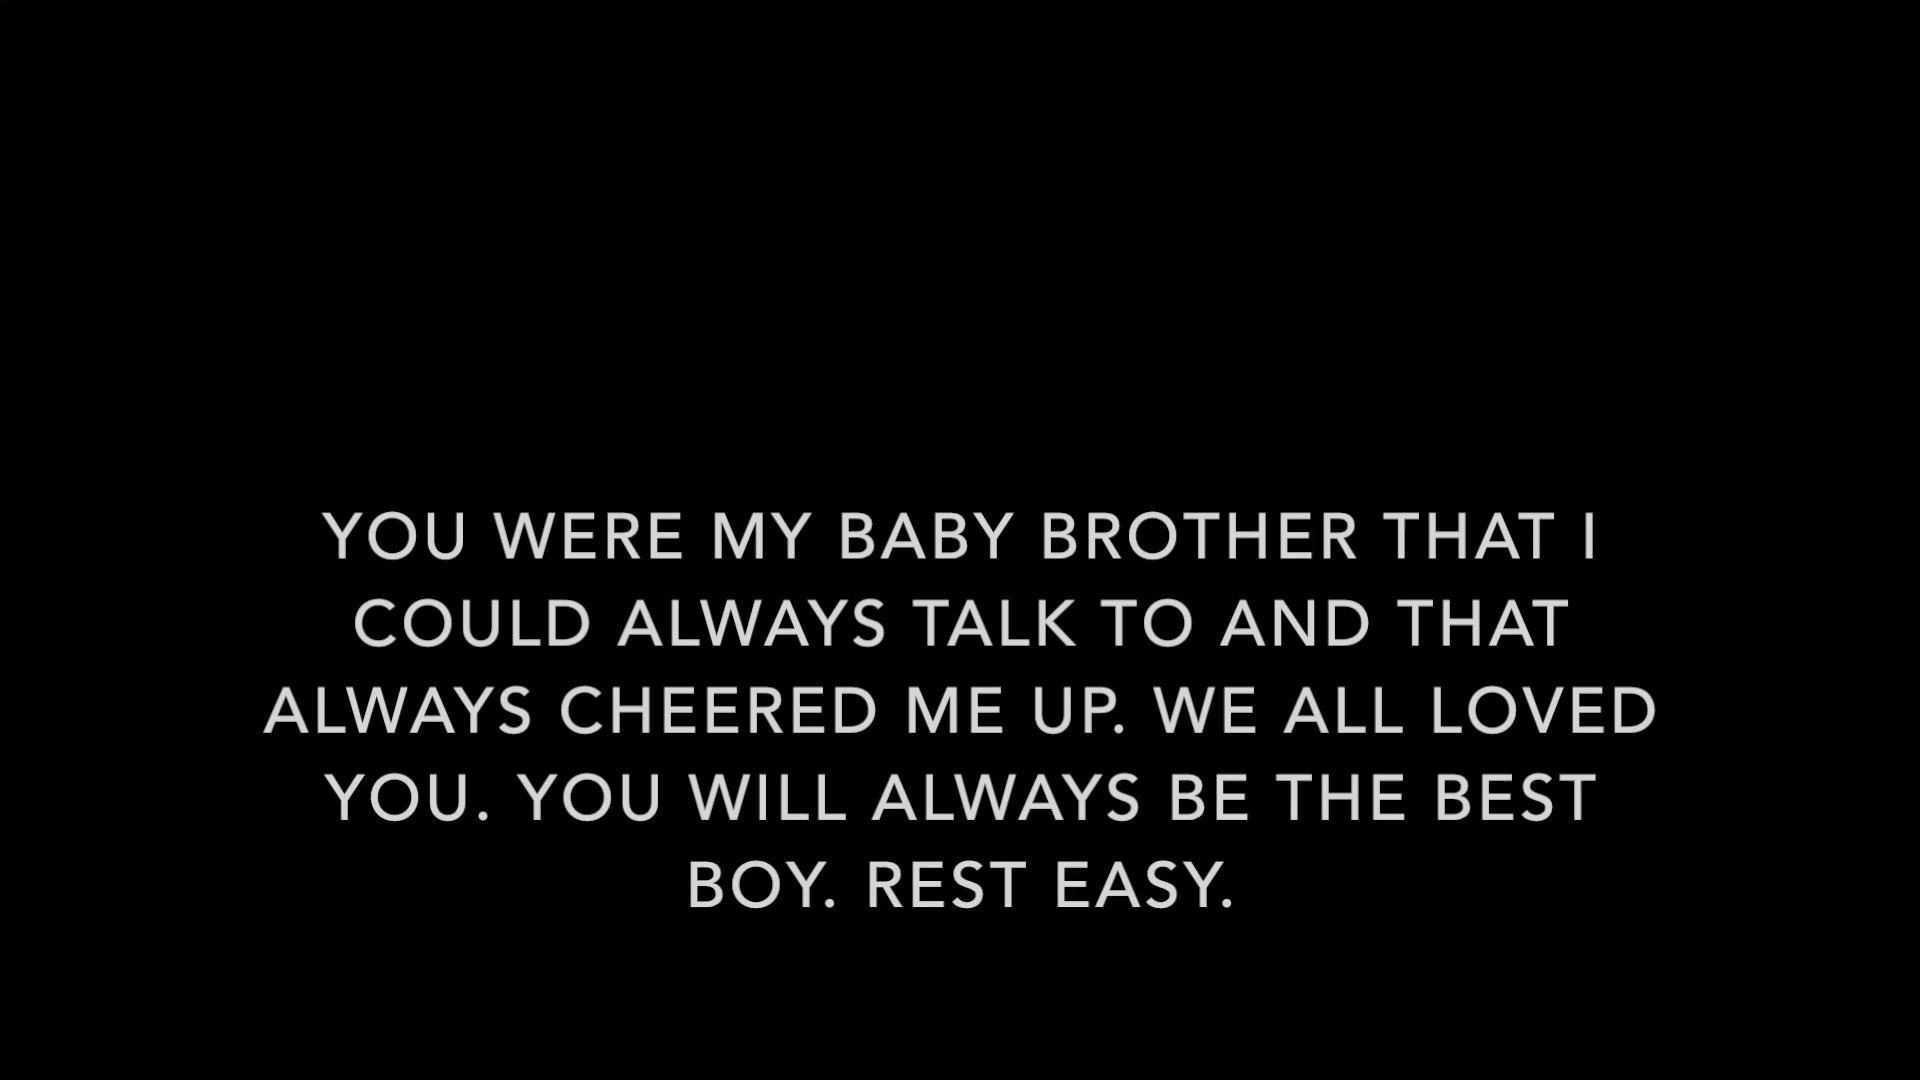 YOU WERE MY BABY BROTHER THAT I
COULD ALWAYS TALK TO AND THAT
ALWAYS CHEERED ME UP. WE ALL LOVED
YOU. YOU WILL ALWAYS BE THE BEST
BOY. REST EASY.